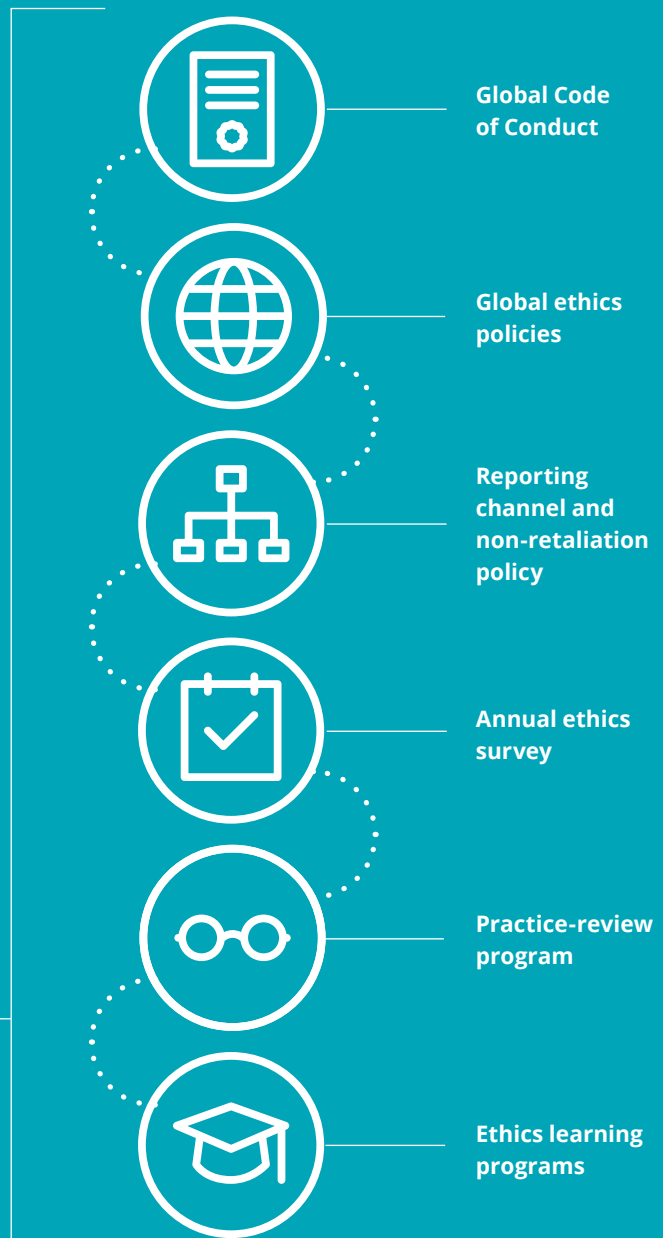 Global Code
of Conduct
Global ethics
policies
Reporting
channel and
non-retaliation
policy
Annual ethics
survey
Practice-review
program
Ethics learning
programs